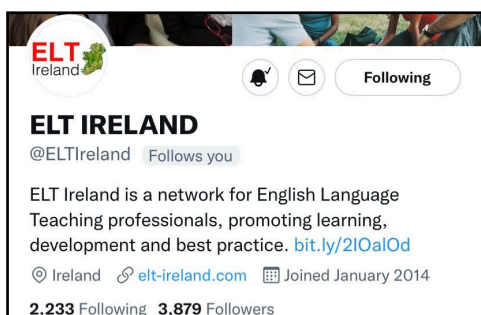 ELT
Ireland
Following
ELT IRELAND
@ELTIreland Follows you
ELT Ireland is a network for English Language
Teaching professionals, promoting learning,
development and best practice. bit.ly/2IOalOd
Ireland elt-ireland.com Joined January 2014
2,233 Following 3,879 Followers